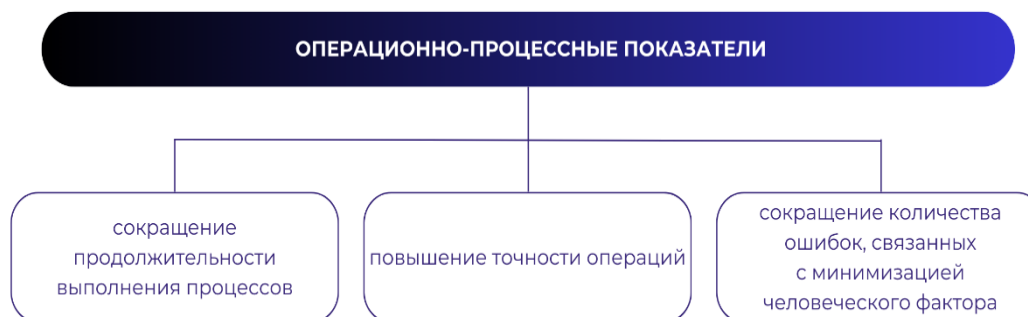 ОПЕРАЦИОННО-ПРОЦЕССНЫЕ ПОКАЗАТЕЛИ
сокращение
продолжительности
выполнения процессов
повышение точности операций
сокращение количества
ошибок, связанных
с минимизацией
человеческого фактора